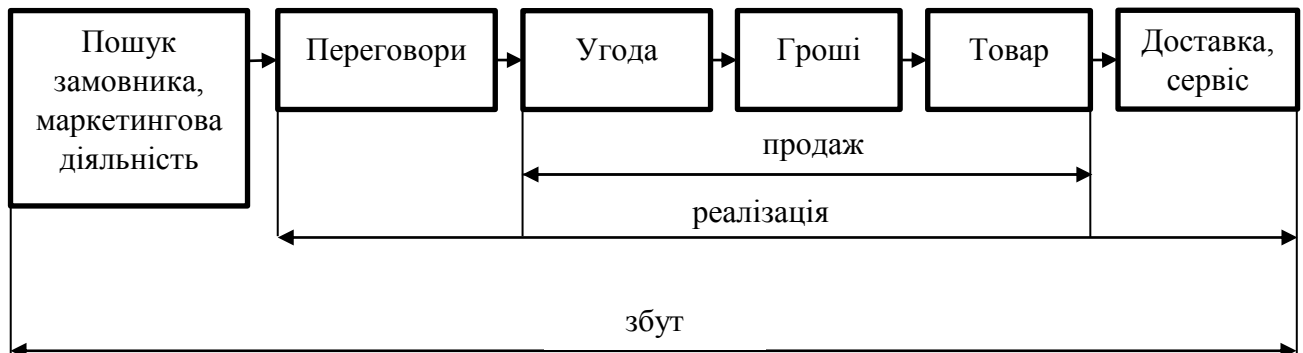 Пошук
замовника,
маркетингова
діяльність
Переговори
Угода
Гроші
Товар
Доставка,
сервіс
продаж
реалізація
збут